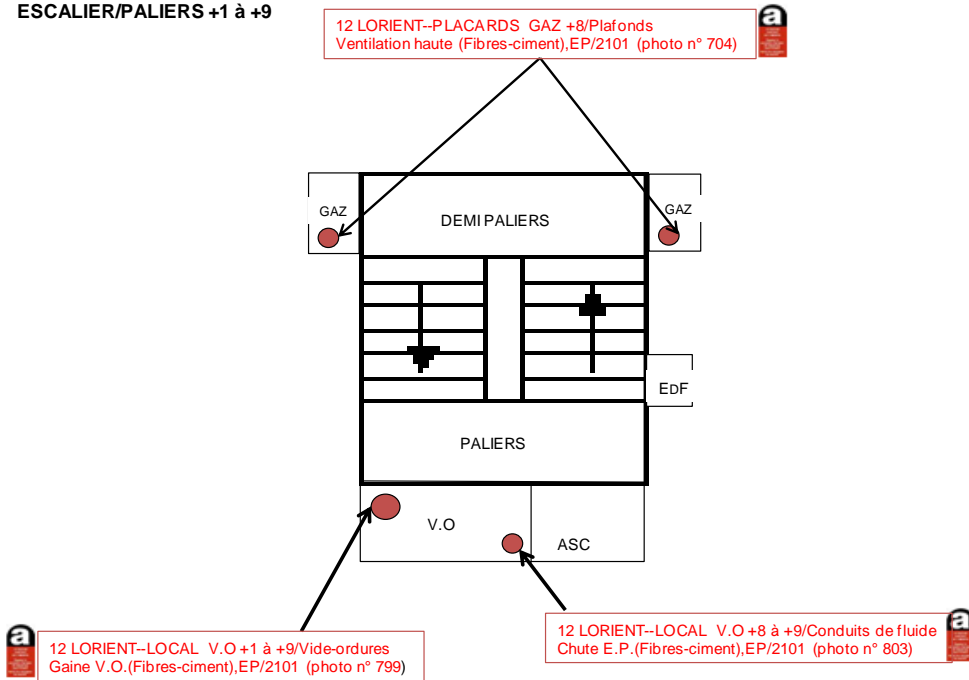 ESCALIER/PALIERS +1 à +9
12 LORIENT--PLACARDS GAZ +8/Plafonds
Ventilation haute (Fibres-ciment),EP/2101 (photo n° 704)
a
GAZ
DEMI PALIERS
GAZ
EDF
PALIERS
V.O
ASC
a
12 LORIENT--LOCAL V.O +1 à +9/Vide-ordures
Gaine V.O.(Fibres-ciment),EP/2101 (photo n° 799)
12 LORIENT--LOCAL V.O +8 à +9/Conduits de fluide
Chute E.P.(Fibres-ciment),EP/2101 (photo n° 803)
a